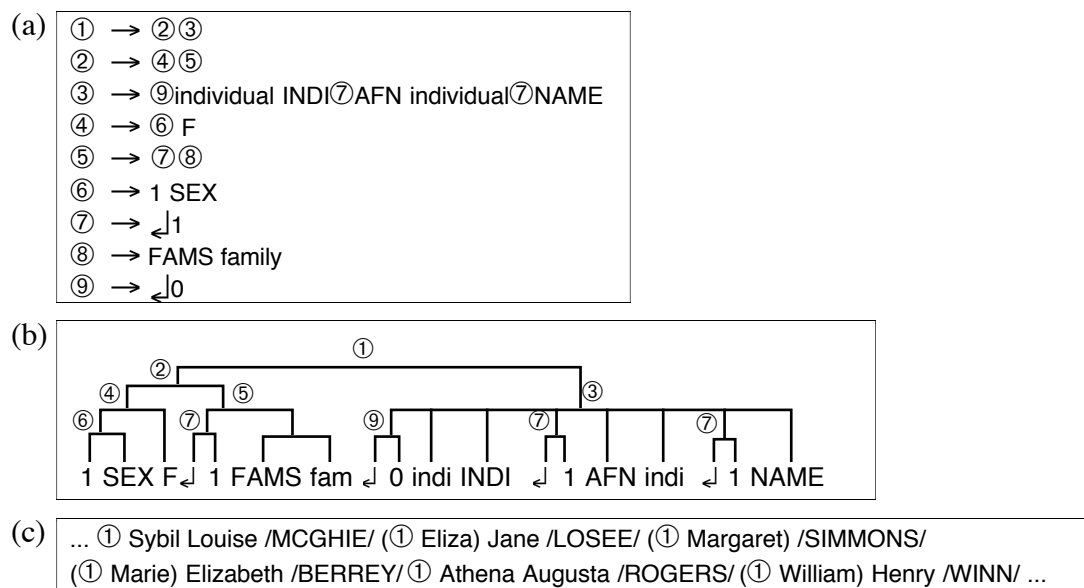 (a)
① → ②③
② → ④⑤
③ → ⑨individual INDI⑦AFN individual⑦NAME
④ → ⑥ F
⑤ → ⑦⑧
⑥ → 1 SEX
⑦ → ↲1
⑧ → FAMS family
⑨ → ↲0
(b)
①
②
④ ⑤ ③
⑥ ⑦ ⑨ ⑦ ⑦
1 SEX F↲ 1 FAMS fam ↲ 0 indi INDI ↲ 1 AFN indi ↲ 1 NAME
(c) ... ① Sybil Louise /MCGHIE/ (① Eliza) Jane /LOSEE/ (① Margaret) /SIMMONS/
(① Marie) Elizabeth /BERREY/ ① Athena Augusta /ROGERS/ (① William) Henry /WINN/ ...